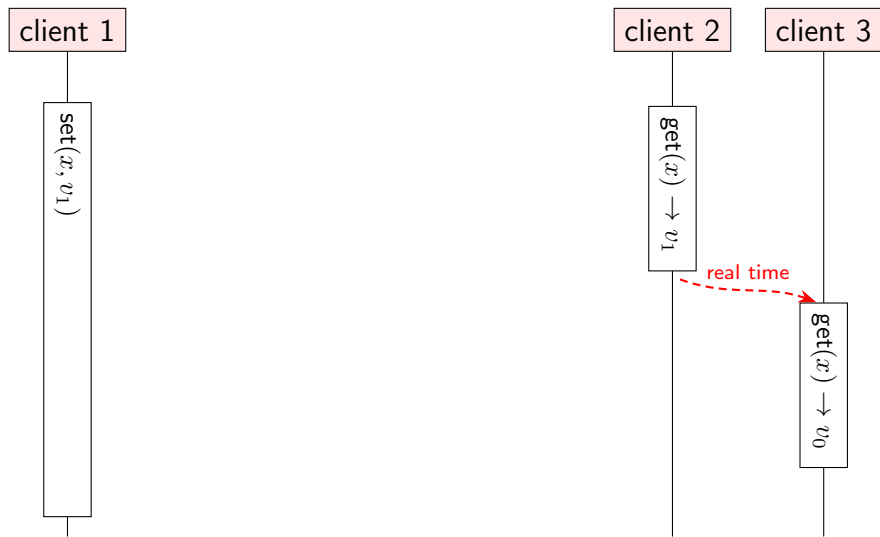 client 1
client 2
client 3
set(x, v₁)
get(x) → v₁
real time
get(x) → v₀